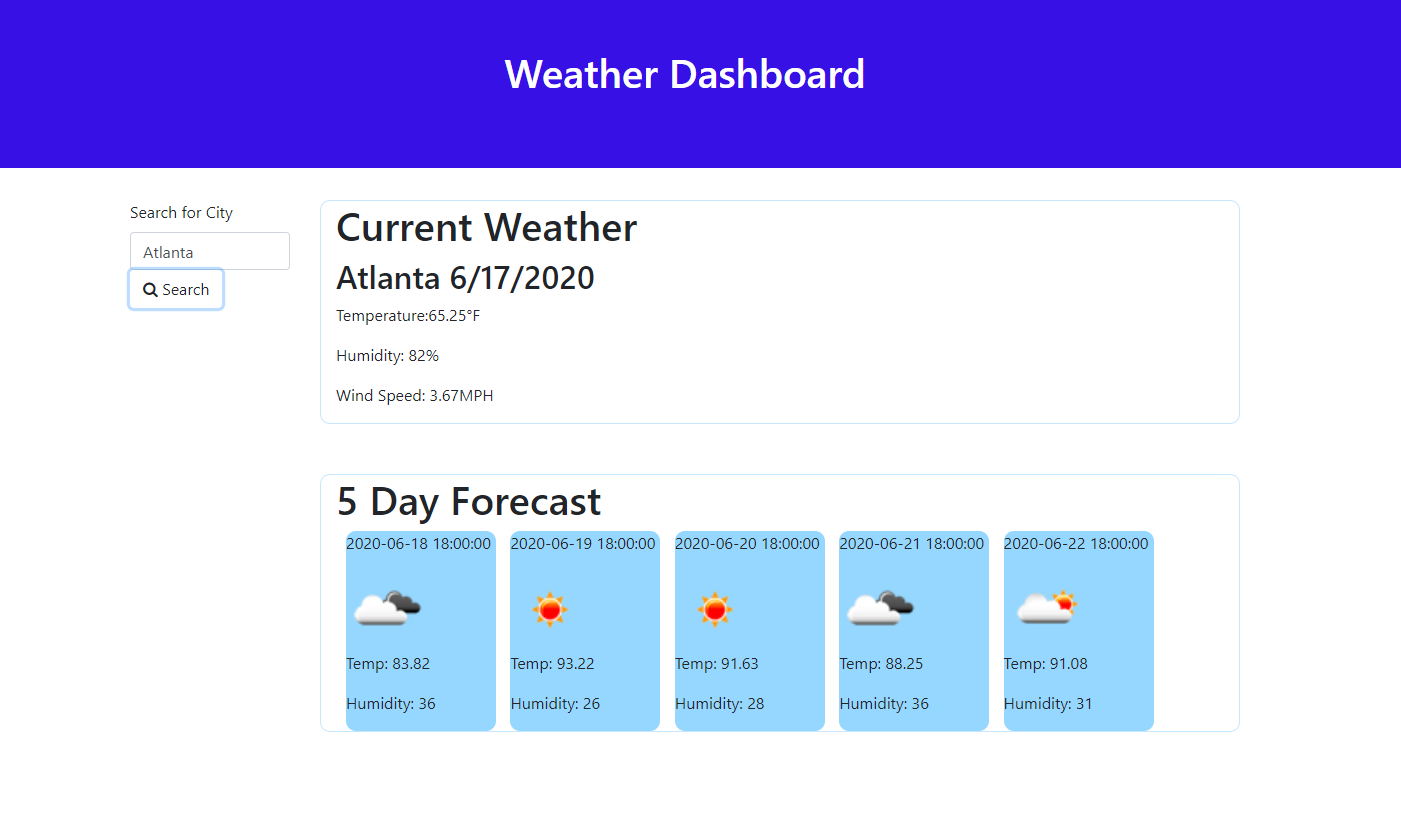 Weather Dashboard
Search for City
Atlanta
Search
Current Weather
Atlanta 6/17/2020
Temperature:65.25°F
Humidity: 82%
Wind Speed: 3.67MPH
5 Day Forecast
2020-06-18 18:00:00
Temp: 83.82
Humidity: 36
2020-06-19 18:00:00
Temp: 93.22
Humidity: 26
2020-06-20 18:00:00
Temp: 91.63
Humidity: 28
2020-06-21 18:00:00
Temp: 88.25
Humidity: 36
2020-06-22 18:00:00
Temp: 91.08
Humidity: 31